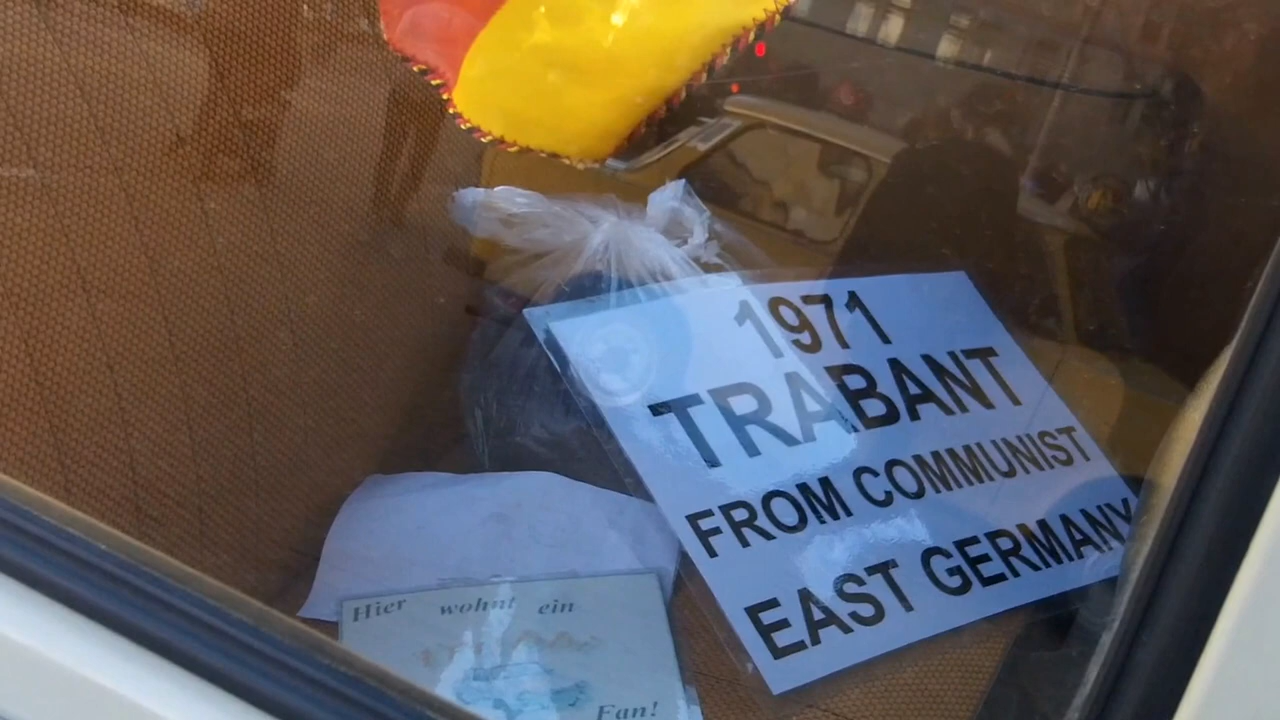 1971
TRABANT
FROM COMMUNIST
EAST GERMANY
Hier wohnt ein
Fan!